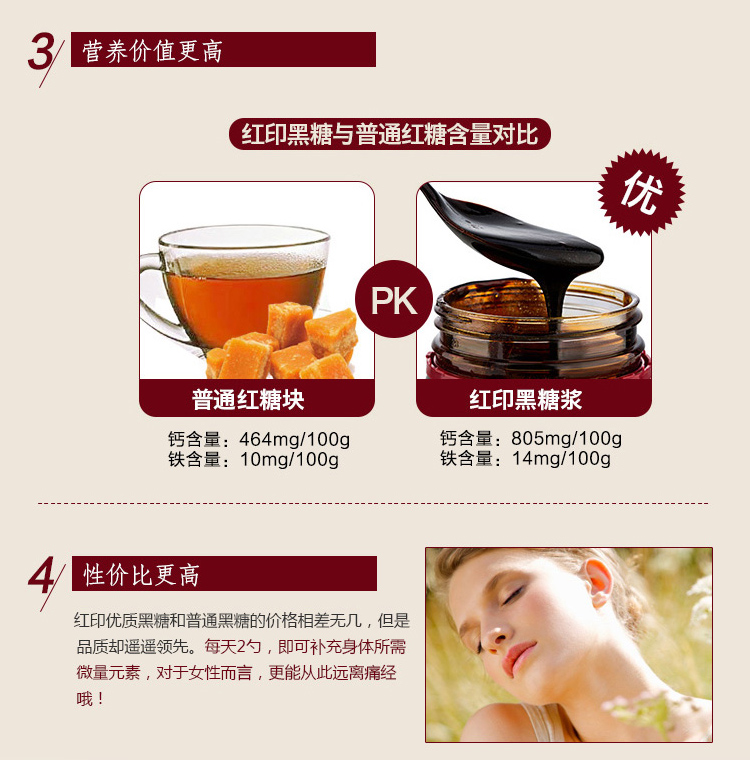 3 营养价值更高
红印黑糖与普通红糖含量对比
优
PK
普通红糖块
红印黑糖浆
钙含量：464mg/100g
铁含量：10mg/100g
钙含量：805mg/100g
铁含量：14mg/100g
4 性价比更高
红印优质黑糖和普通黑糖的价格相差无几，但是
品质却遥遥领先。每天2勺，即可补充身体所需
微量元素，对于女性而言，更能从此远离痛经
哦！